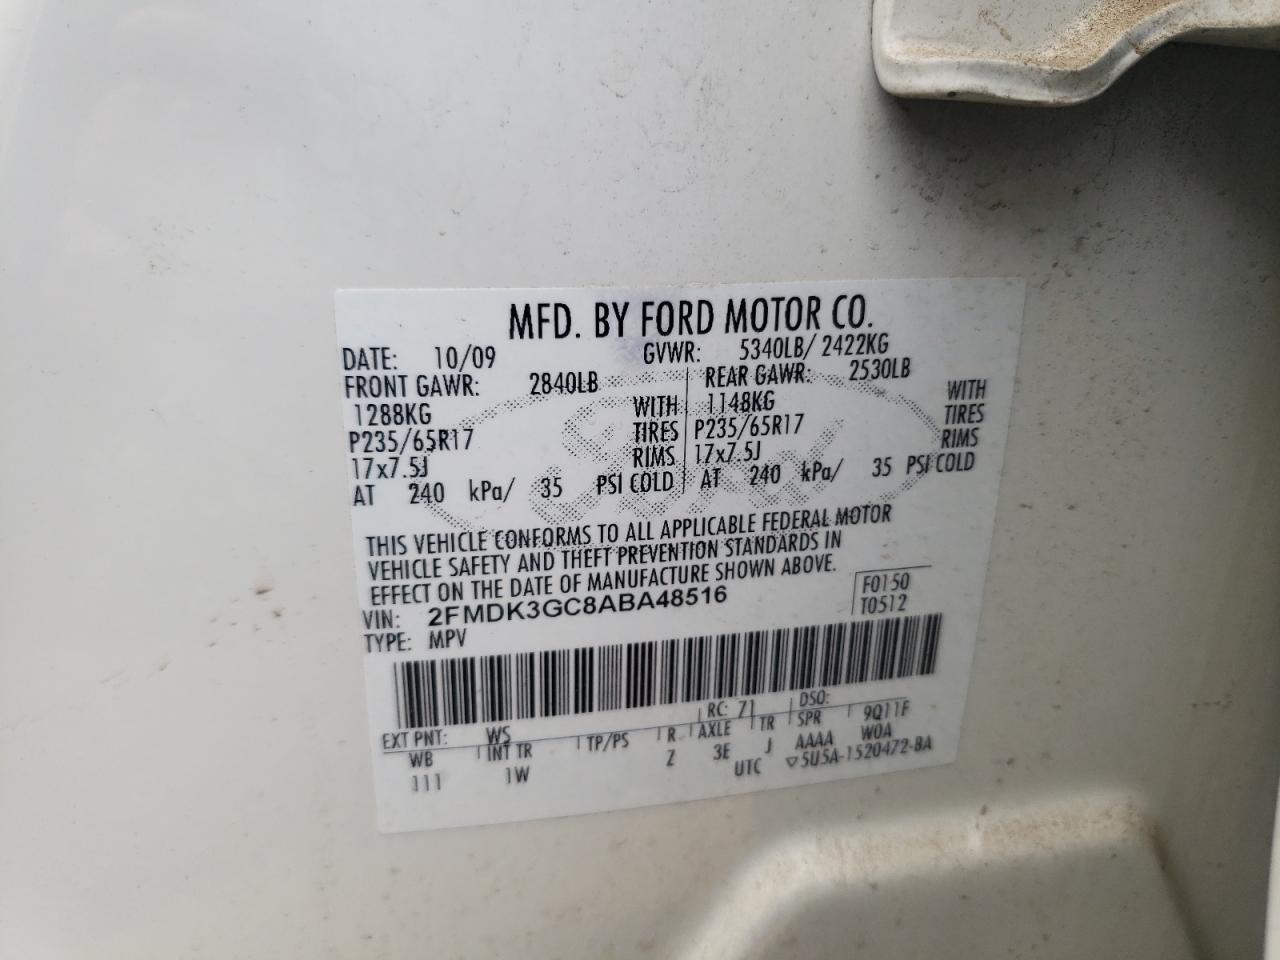 MFD. BY FORD MOTOR CO.
DATE: 10/09 GVWR: 5340LB/ 2422KG
FRONT GAWR: 2840LB REAR GAWR: 2530LB
1288KG WITH 1148KG WITH
P235/65R17 TIRES P235/65R17 TIRES
17x7.5J RIMS 17x7.5J RIMS
AT 240 kPa/ 35 PSI COLD AT 240 kPa/ 35 PSI COLD
THIS VEHICLE CONFORMS TO ALL APPLICABLE FEDERAL MOTOR
VEHICLE SAFETY AND THEFT PREVENTION STANDARDS IN
EFFECT ON THE DATE OF MANUFACTURE SHOWN ABOVE.
F0150
VIN: 2FMDK3GC8ABA48516 T0512
TYPE: MPV
EXT PNT: WS RC: 71 DSO:
WB INT TR TP/PS R AXLE TR SPR 9Q11F
111 1W Z 3E J AAAA W0A
UTC ▽5U5A-1520472-BA